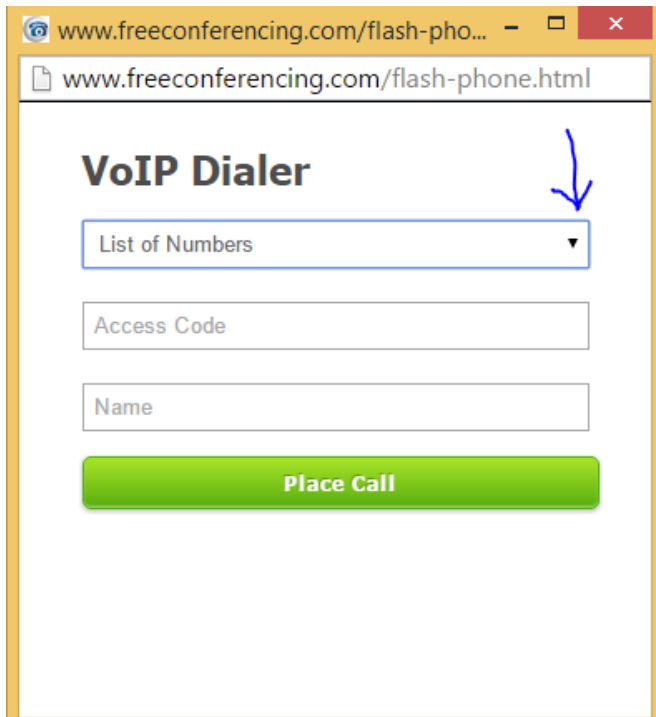 www.freeconferencing.com/flash-pho...
www.freeconferencing.com/flash-phone.html
VoIP Dialer
List of Numbers
Access Code
Name
Place Call